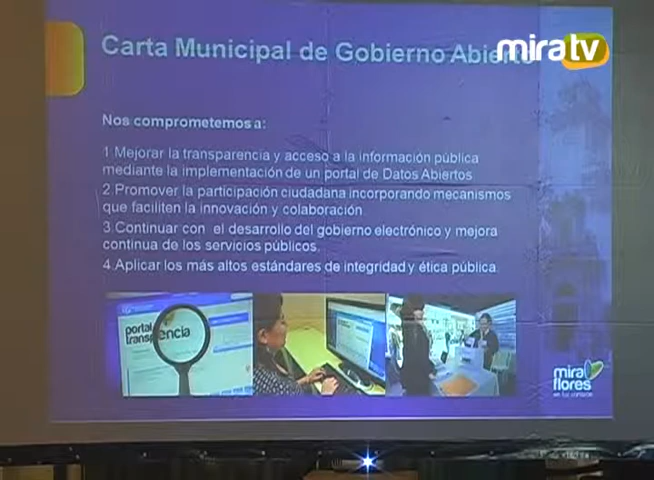 Carta Municipal de Gobierno Abierto
miratv
Nos comprometemos a:
1 Mejorar la transparencia y acceso a la información pública
mediante la implementación de un portal de Datos Abiertos
2.Promover la participación ciudadana incorporando mecanismos
que faciliten la innovación y colaboración
3.Continuar con el desarrollo del gobierno electrónico y mejora
continua de los servicios públicos.
4.Aplicar los más altos estándares de integridad y ética pública.
portal
transparencia
mira
flores